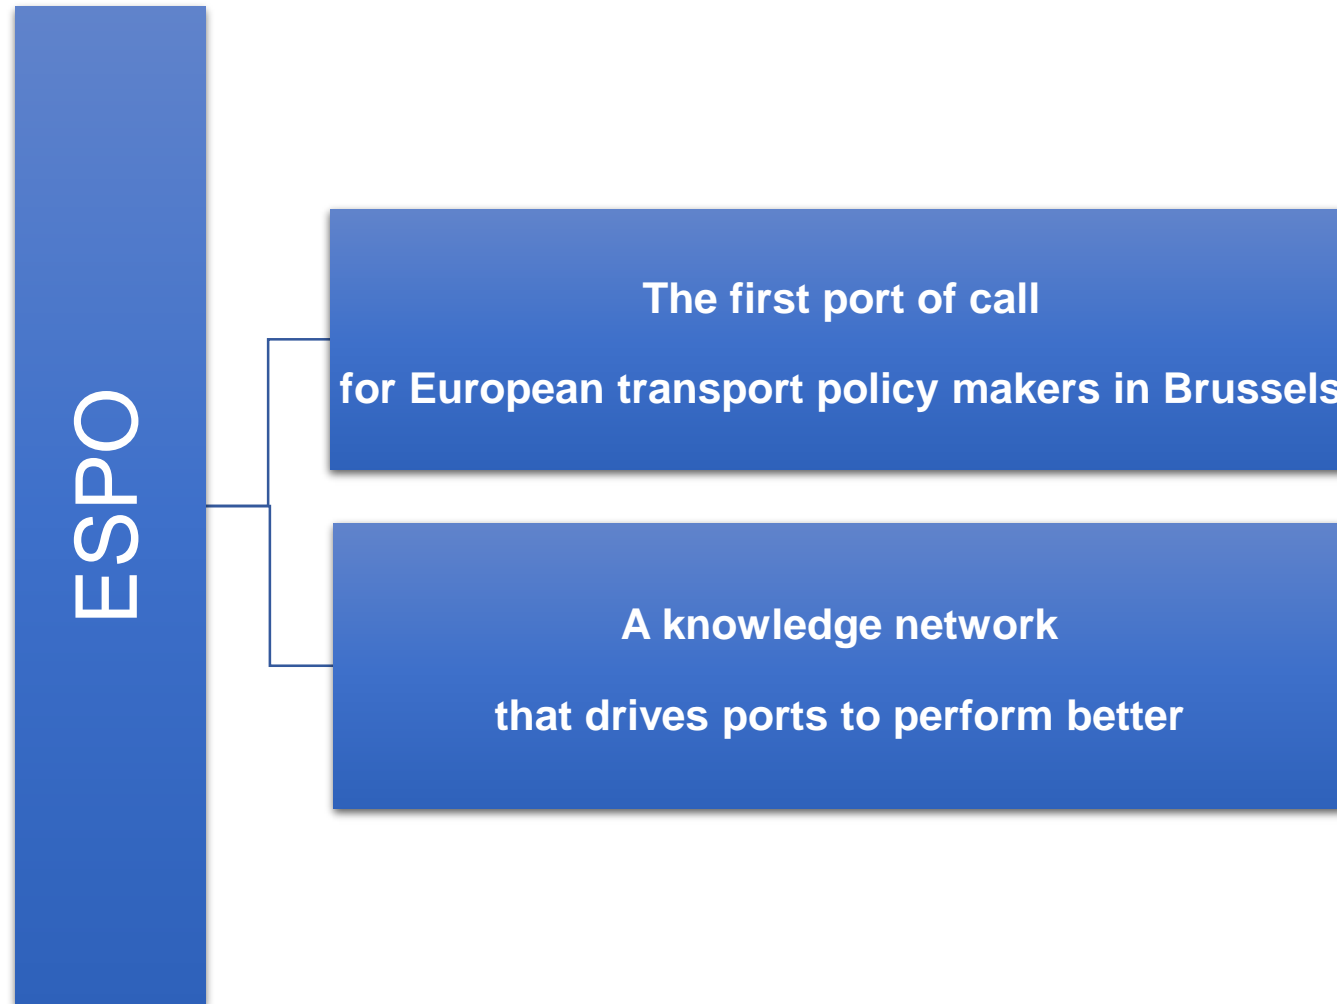 ESPO
The first port of call
for European transport policy makers in Brussels
A knowledge network
that drives ports to perform better